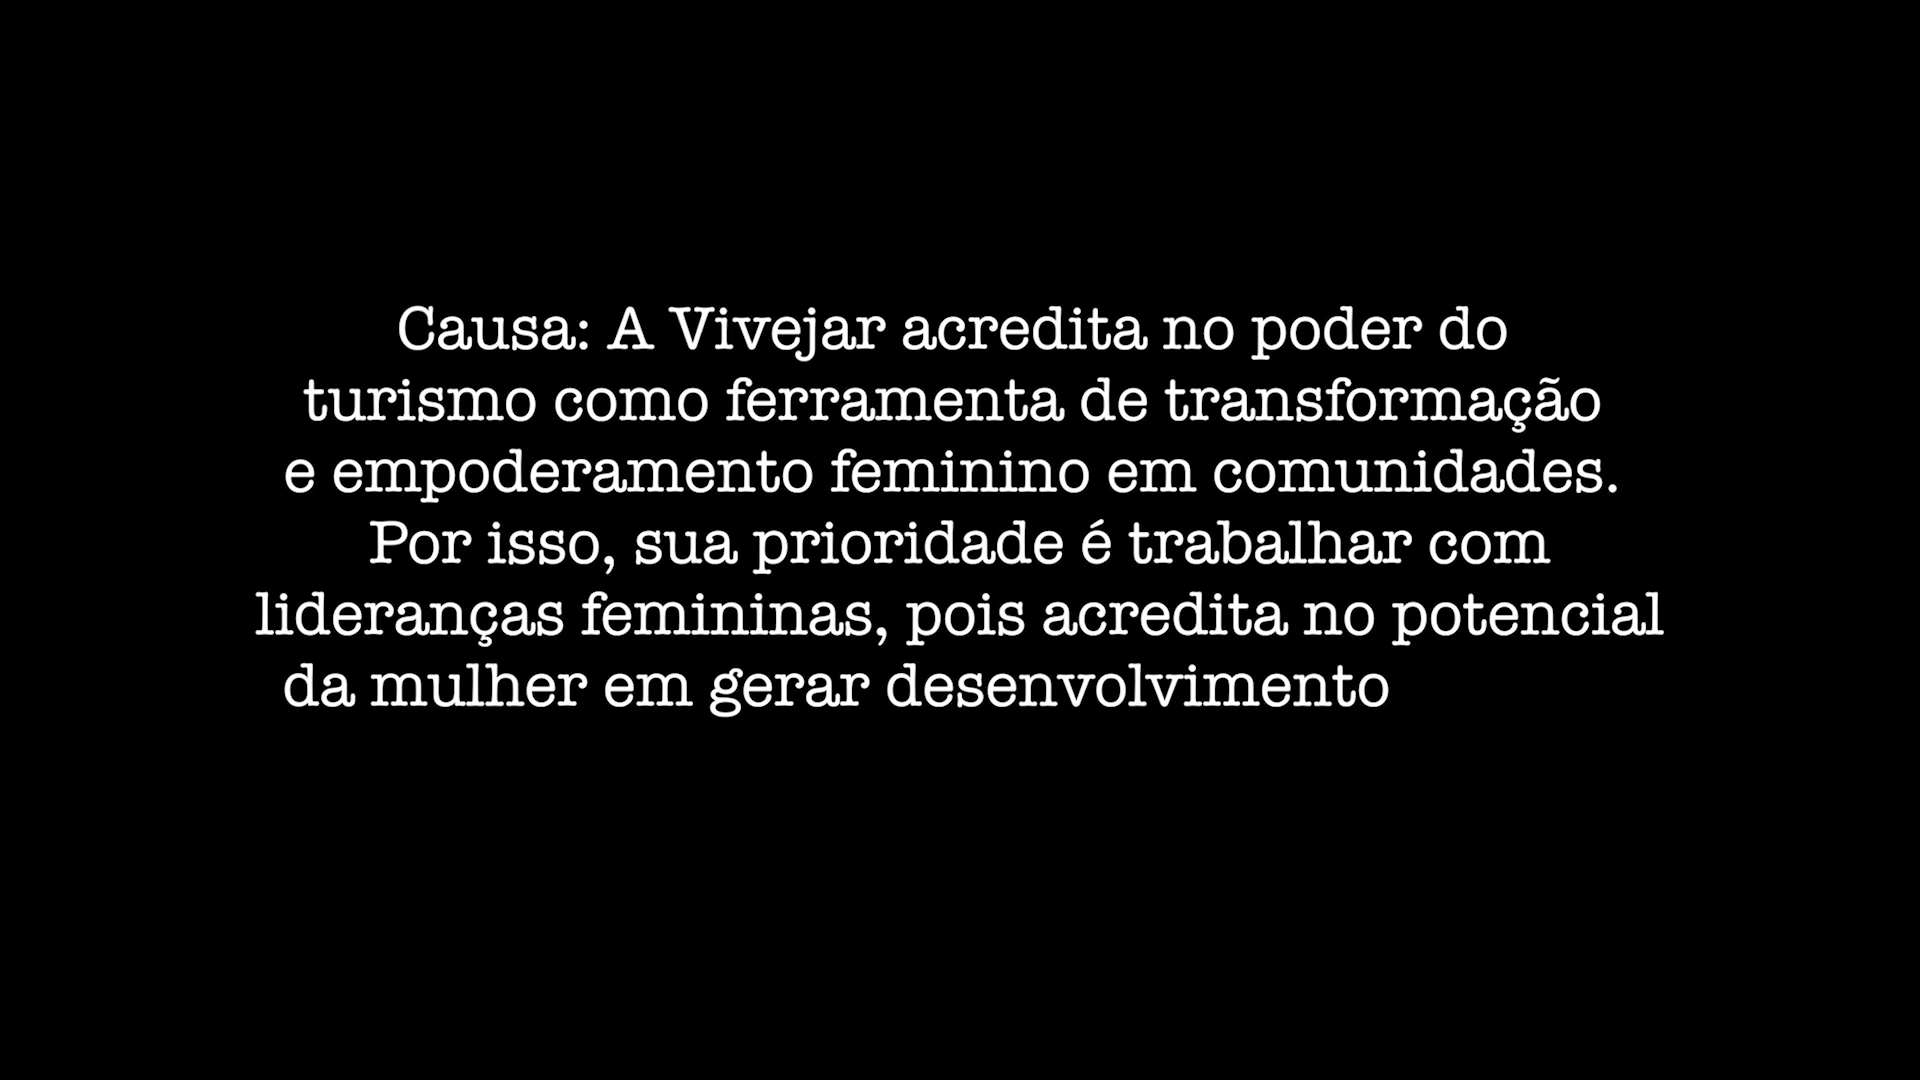 Causa: A Vivejar acredita no poder do
turismo como ferramenta de transformação
e empoderamento feminino em comunidades.
Por isso, sua prioridade é trabalhar com
lideranças femininas, pois acredita no potencial
da mulher em gerar desenvolvimento